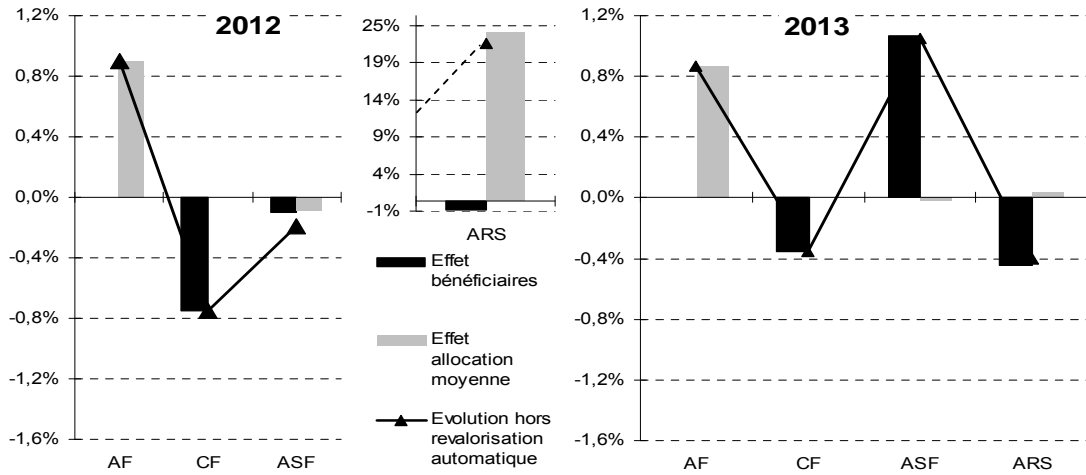 2012
1,2%
0,8%
0,4%
0,0%
-0,4%
-0,8%
-1,2%
-1,6%
AF CF ASF
25%
19%
14%
9%
4%
-1%
ARS
Effet
bénéficiaires
Effet
allocation
moyenne
Evolution hors
revalorisation
automatique
2013
1,2%
0,8%
0,4%
0,0%
-0,4%
-0,8%
-1,2%
-1,6%
AF CF ASF ARS